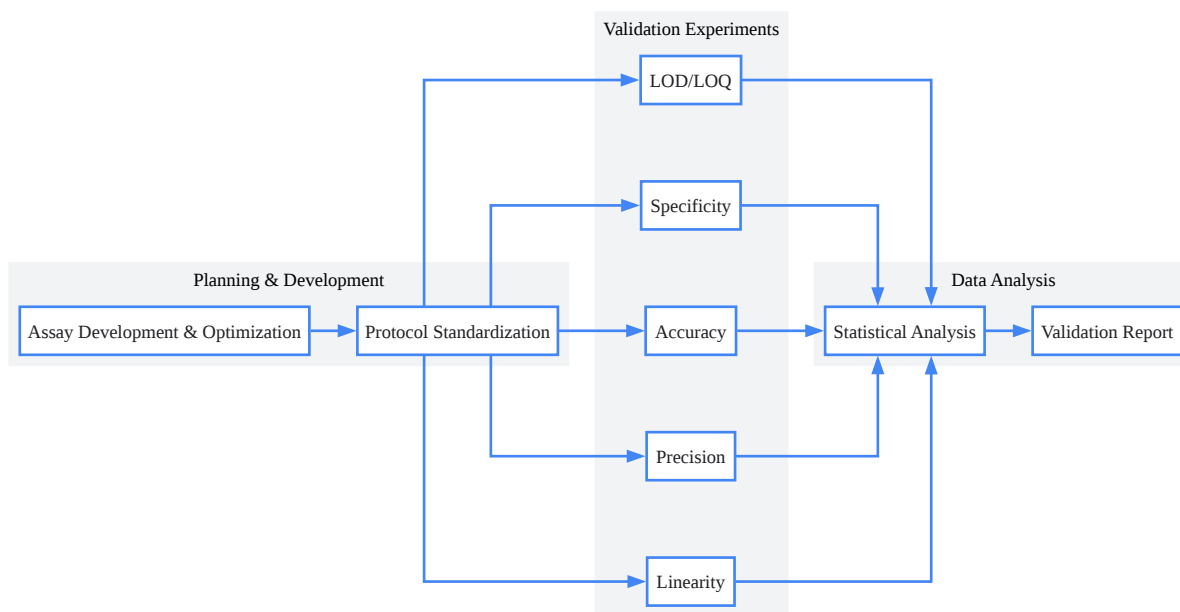 Validation Experiments
LOD/LOQ
Specificity
Planning & Development
Data Analysis
Assay Development & Optimization
Protocol Standardization
Accuracy
Statistical Analysis
Validation Report
Precision
Linearity